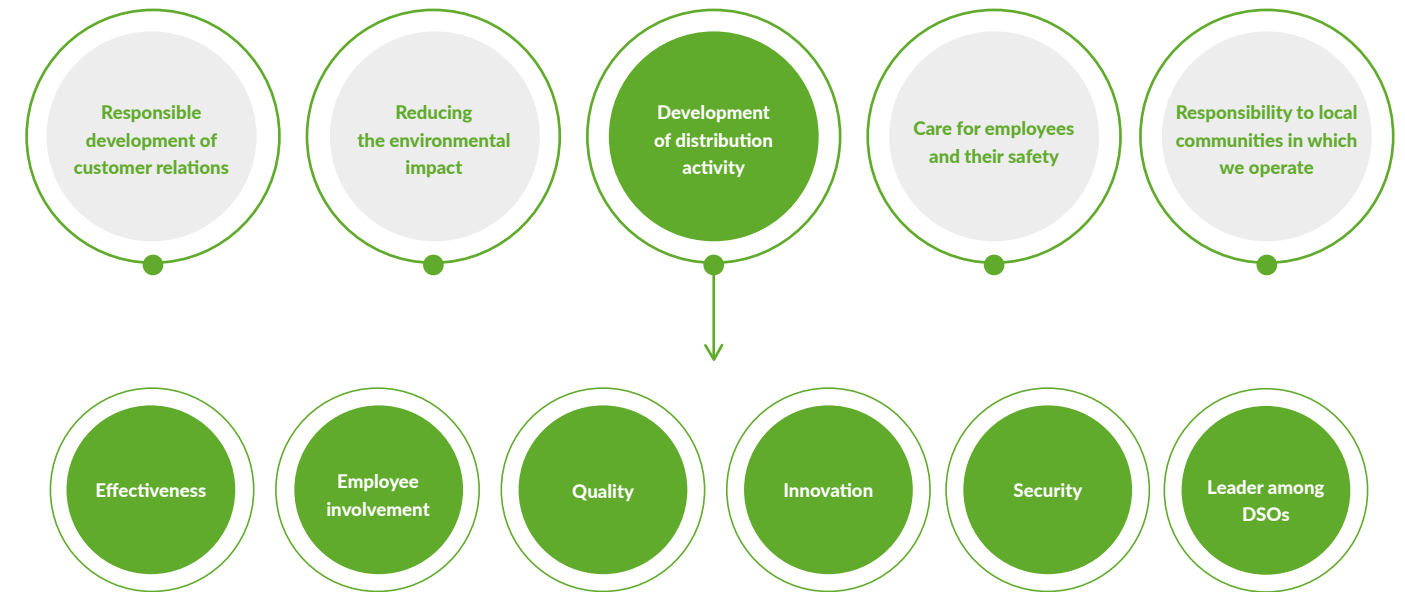 Responsible
development of
customer relations
Reducing
the environmental
impact
Development
of distribution
activity
Care for employees
and their safety
Responsibility to local
communities in which
we operate
Effectiveness
Employee
involvement
Quality
Innovation
Security
Leader among
DSOs